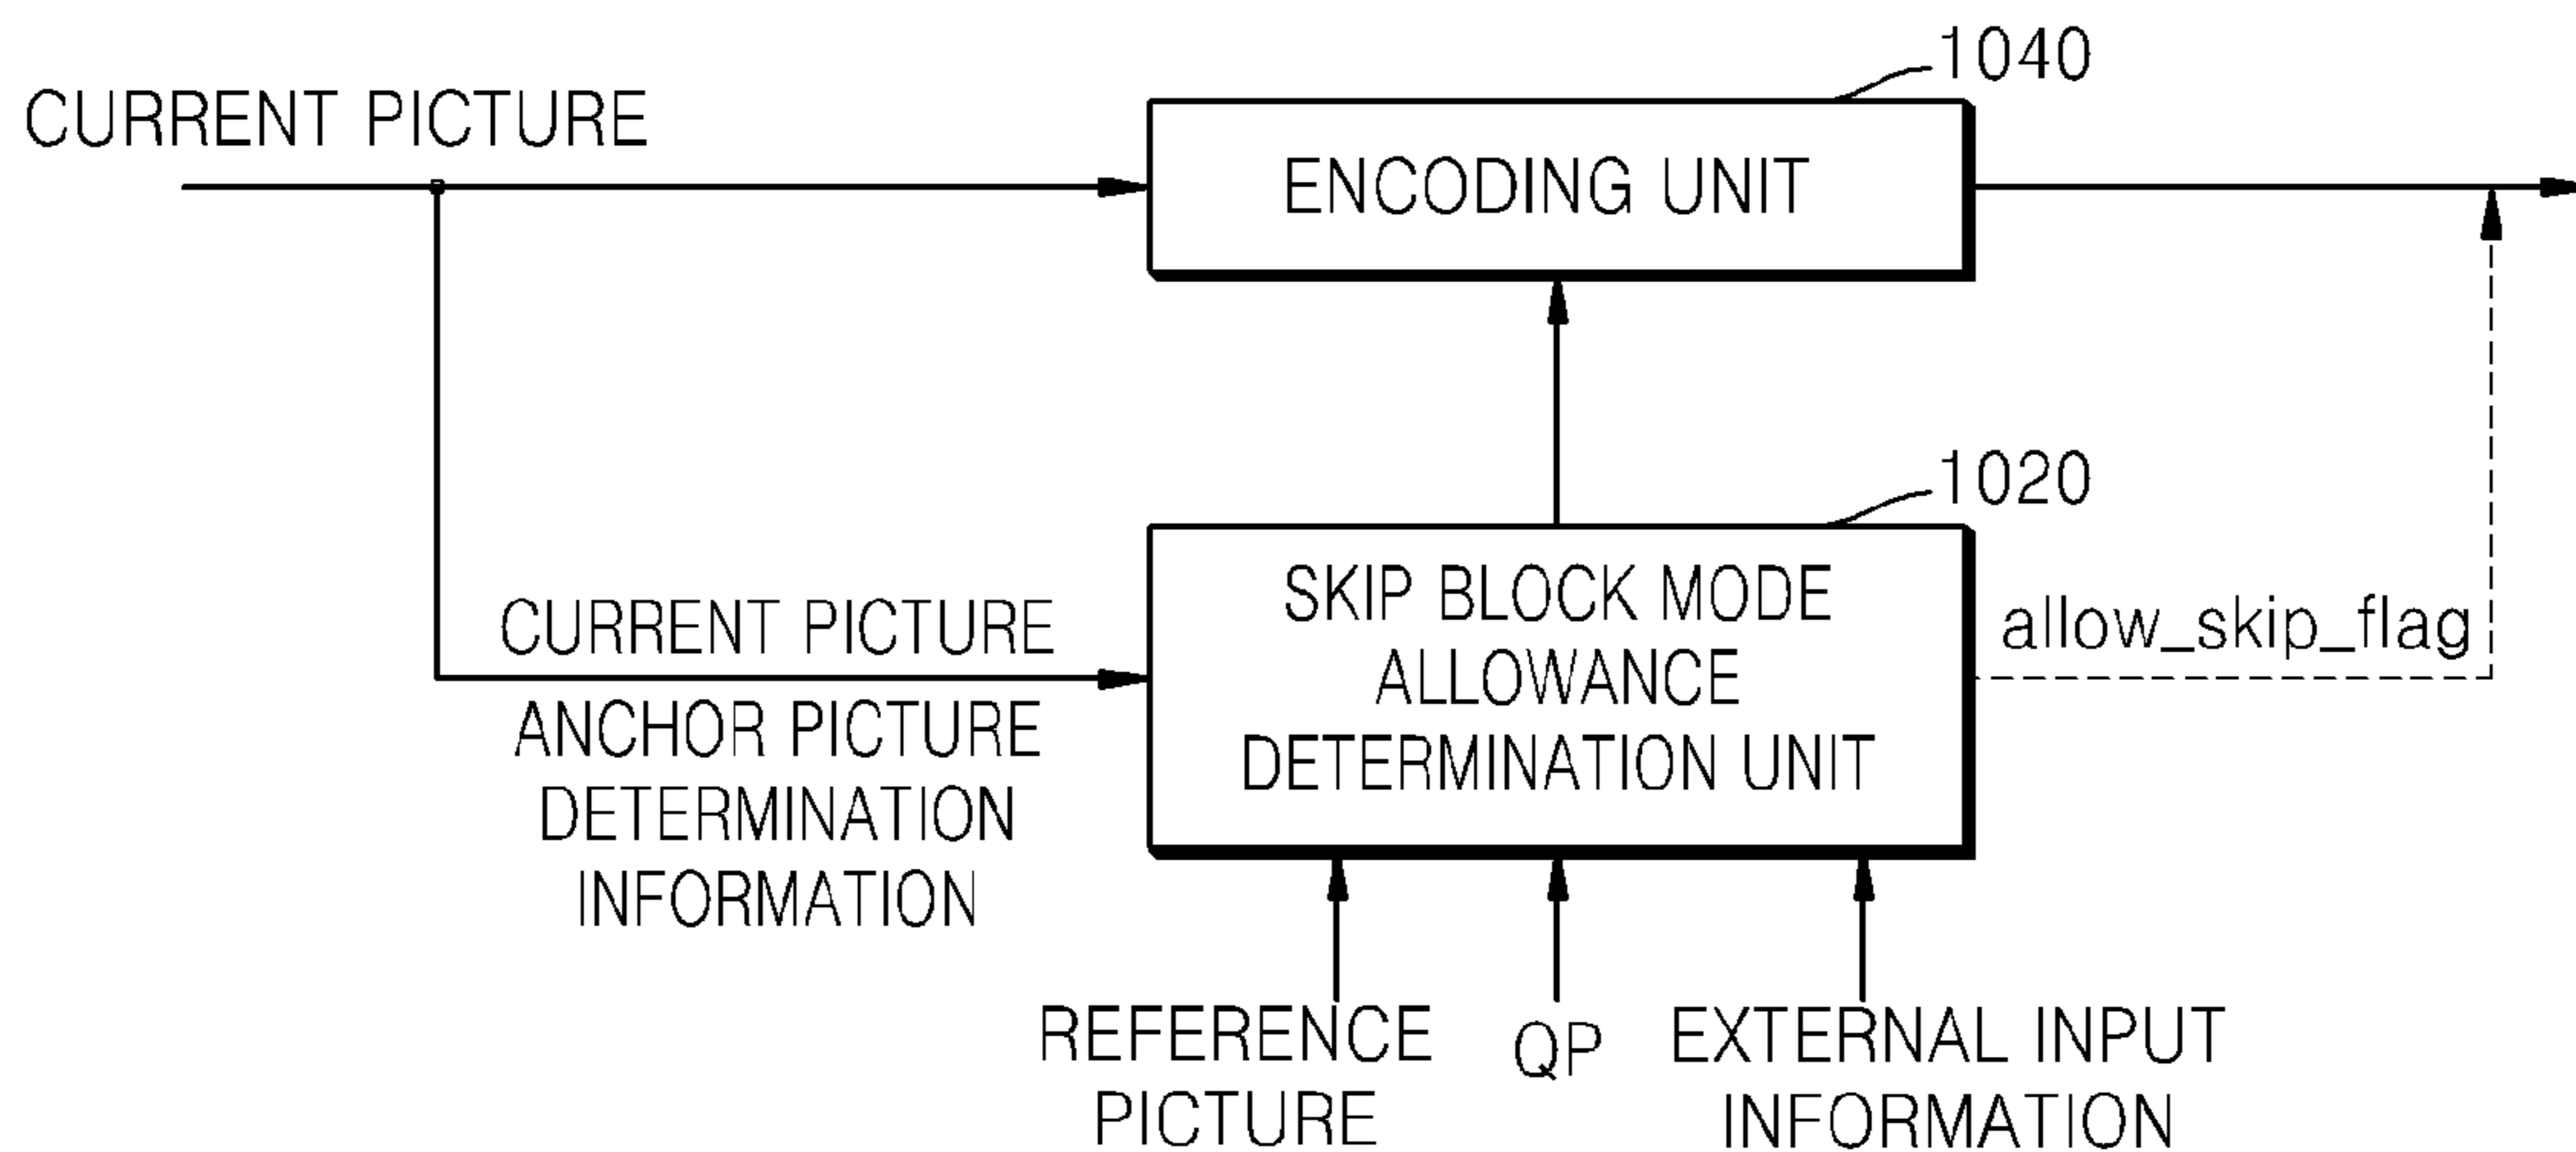 1040
CURRENT PICTURE
ENCODING UNIT
1020
SKIP BLOCK MODE
ALLOWANCE
DETERMINATION UNIT
allow_skip_flag
CURRENT PICTURE
ANCHOR PICTURE
DETERMINATION
INFORMATION
REFERENCE
PICTURE
QP
EXTERNAL INPUT
INFORMATION